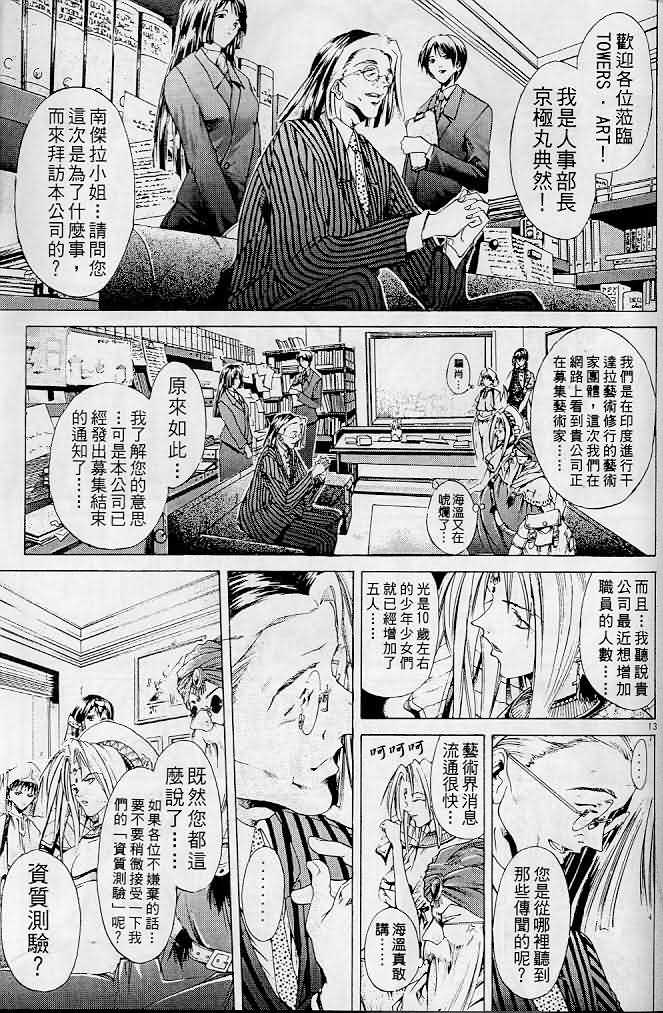 歡迎各位蒞臨
TOWERS．ART！
我是人事部長
京極丸典然！
南傑拉小姐…請問您
這次是為了什麼事，
而來拜訪本公司的？
我們是在印度進行干
達拉藝術修行的藝術
家團體，這次我們在
網路上看到貴公司正
在募集藝術家……
海溫又在
唬爛了…
原來如此…
我了解您的意思
…可是本公司已
經發出募集結束
的通知了……
而且…我聽說貴
公司最近想增加
職員的人數……
光是10歲左右
的少年少女們
就已經增加了
五人……
13
您是從哪裡聽到
那些傳聞的呢？
藝術界消息
流通很快…
呵呵呵
海溫真敢
講……
……
既然您都這
麼說了……
如果各位不嫌棄的話…
要不要稍微接受一下我
們的「資質測驗」呢？
資質測驗？